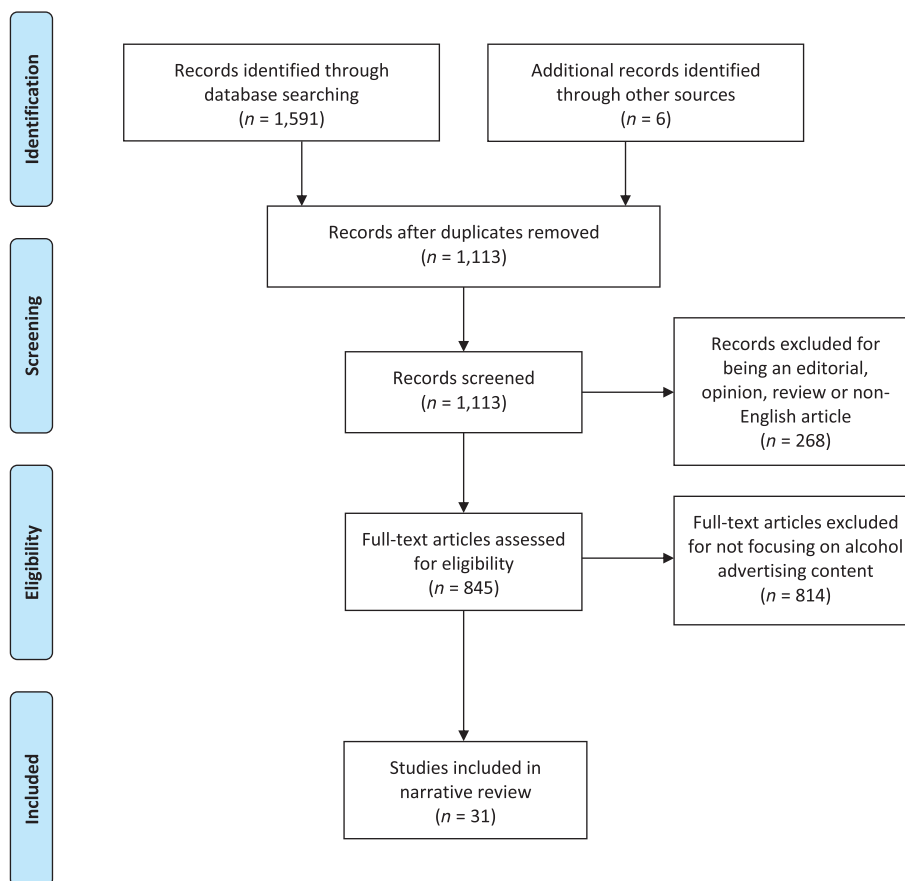 Identification
Records identified through
database searching
(n = 1,591)
Additional records identified
through other sources
(n = 6)
Records after duplicates removed
(n = 1,113)
Screening
Records screened
(n = 1,113)
Records excluded for
being an editorial,
opinion, review or non-
English article
(n = 268)
Eligibility
Full-text articles assessed
for eligibility
(n = 845)
Full-text articles excluded
for not focusing on alcohol
advertising content
(n = 814)
Included
Studies included in
narrative review
(n = 31)